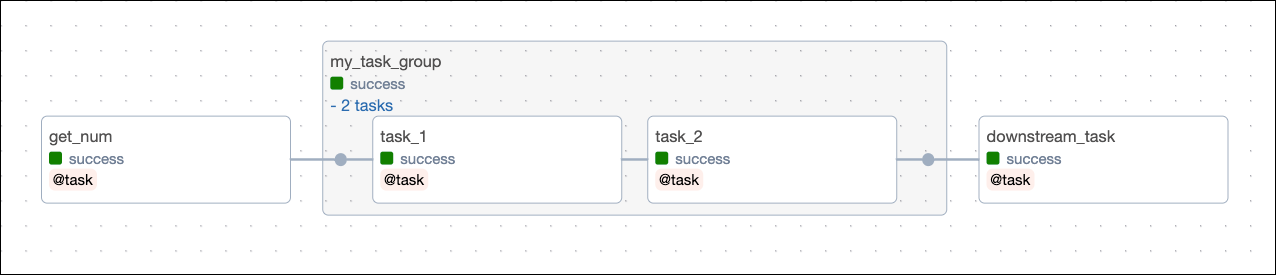 my_task_group
success
- 2 tasks
get_num
success
@task
task_1
success
@task
task_2
success
@task
downstream_task
success
@task